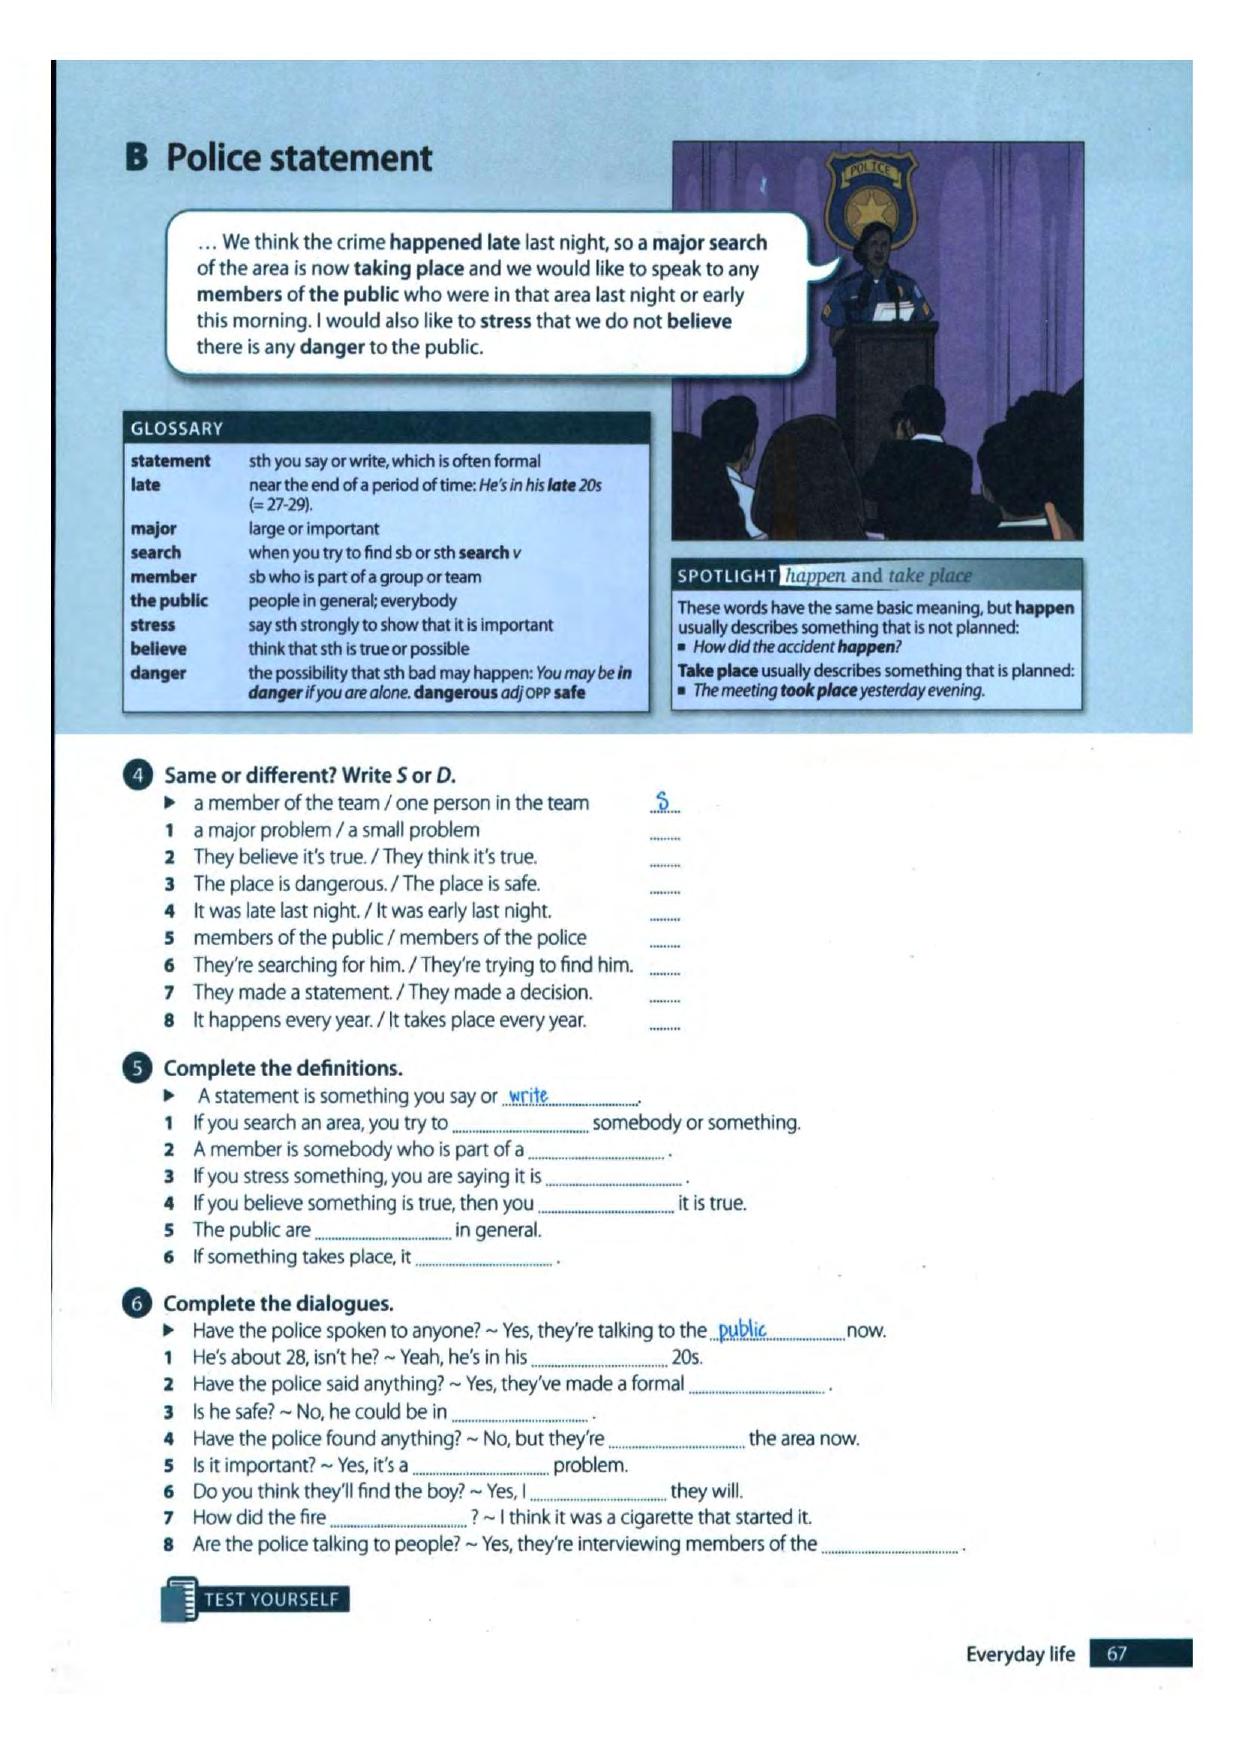 B Police statement
POLICE
... We think the crime happened late last night, so a major search
of the area is now taking place and we would like to speak to any
members of the public who were in that area last night or early
this morning. I would also like to stress that we do not believe
there is any danger to the public.
GLOSSARY
statement sth you say or write, which is often formal
late near the end of a period of time: He's in his late 20s
(= 27-29).
major large or important
search when you try to find sb or sth search v
member sb who is part of a group or team
the public people in general; everybody
stress say sth strongly to show that it is important
believe think that sth is true or possible
danger the possibility that sth bad may happen: You may be in
danger if you are alone. dangerous adj OPP safe
SPOTLIGHT happen and take place
These words have the same basic meaning, but happen
usually describes something that is not planned:
▪ How did the accident happen?
Take place usually describes something that is planned:
▪ The meeting took place yesterday evening.
4 Same or different? Write S or D.
▶ a member of the team / one person in the team S
1 a major problem / a small problem ........
2 They believe it's true. / They think it's true. ........
3 The place is dangerous. / The place is safe. ........
4 It was late last night. / It was early last night. ........
5 members of the public / members of the police ........
6 They're searching for him. / They're trying to find him. ........
7 They made a statement. / They made a decision. ........
8 It happens every year. / It takes place every year. ........
5 Complete the definitions.
▶ A statement is something you say or write ........
1 If you search an area, you try to ........ somebody or something.
2 A member is somebody who is part of a ........ .
3 If you stress something, you are saying it is ........ .
4 If you believe something is true, then you ........ it is true.
5 The public are ........ in general.
6 If something takes place, it ........ .
6 Complete the dialogues.
▶ Have the police spoken to anyone? ~ Yes, they're talking to the public ........ now.
1 He's about 28, isn't he? ~ Yeah, he's in his ........ 20s.
2 Have the police said anything? ~ Yes, they've made a formal ........ .
3 Is he safe? ~ No, he could be in ........ .
4 Have the police found anything? ~ No, but they're ........ the area now.
5 Is it important? ~ Yes, it's a ........ problem.
6 Do you think they'll find the boy? ~ Yes, I ........ they will.
7 How did the fire ........ ? ~ I think it was a cigarette that started it.
8 Are the police talking to people? ~ Yes, they're interviewing members of the ........ .
TEST YOURSELF
Everyday life 67